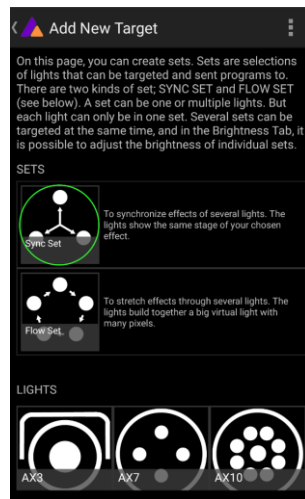 Add New Target
On this page, you can create sets. Sets are selections
of lights that can be targeted and sent programs to.
There are two kinds of set; SYNC SET and FLOW SET
(see below). A set can be one or multiple lights. But
each light can only be in one set. Several sets can be
targeted at the same time, and in the Brightness Tab, it
is possible to adjust the brightness of individual sets.
SETS
To synchronize effects of several lights. The
lights show the same stage of your chosen
effect.
Sync Set
To stretch effects through several lights. The
lights build together a big virtual light with
many pixels.
Flow Set
LIGHTS
AX3
AX7
AX10